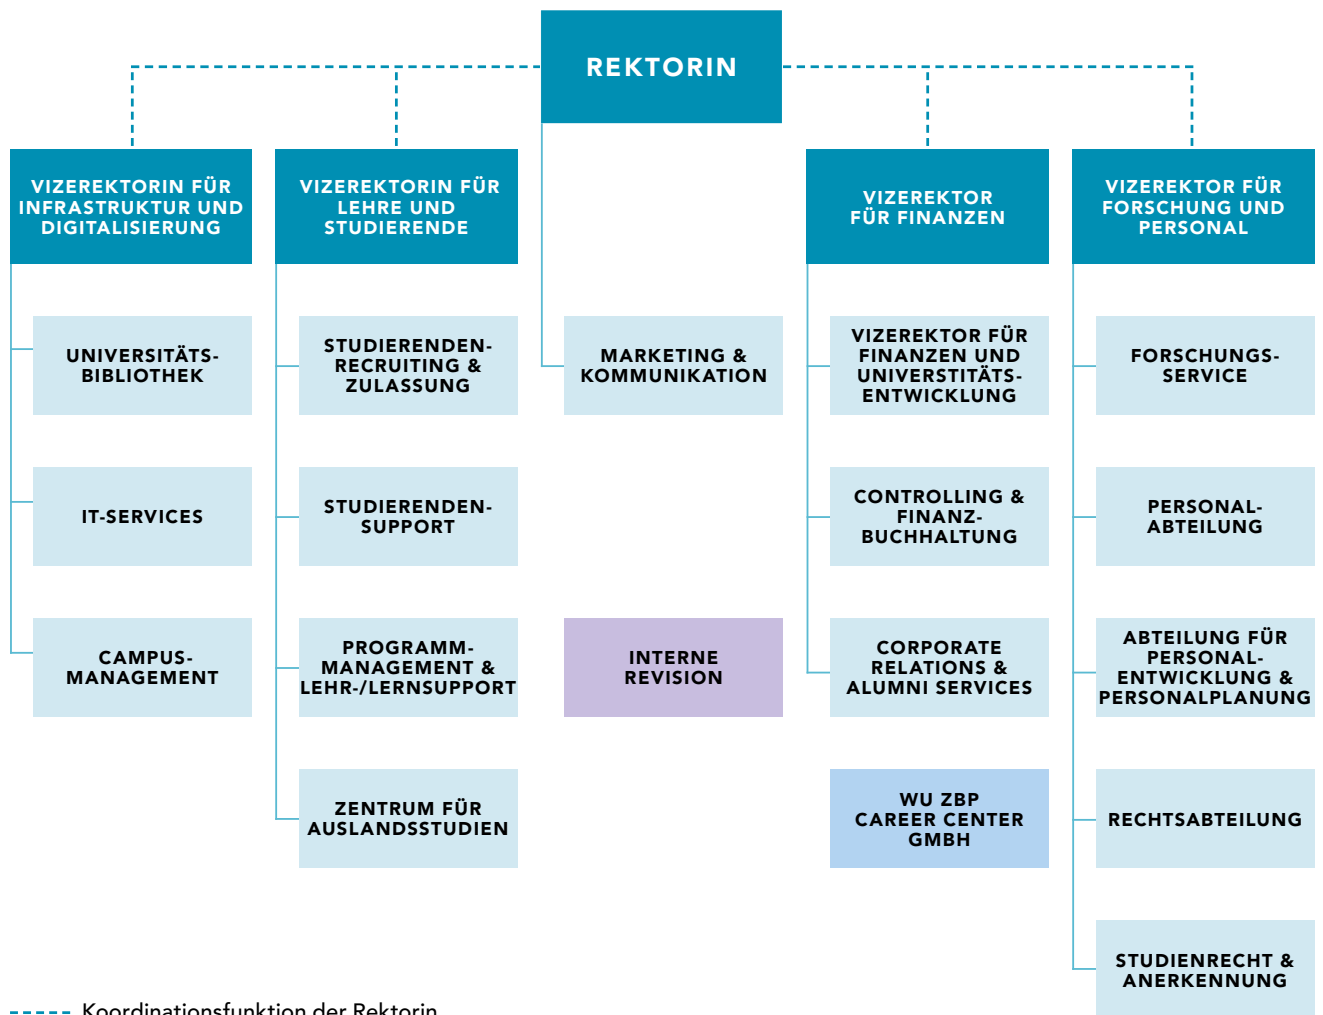 REKTORIN
VIZEREKTORIN FÜR
INFRASTRUKTUR UND
DIGITALISIERUNG
VIZEREKTORIN FÜR
LEHRE UND
STUDIERENDE
VIZEREKTOR
FÜR FINANZEN
VIZEREKTOR FÜR
FORSCHUNG UND
PERSONAL
UNIVERSITÄTS-
BIBLIOTHEK
STUDIERENDEN-
RECRUITING &
ZULASSUNG
MARKETING &
KOMMUNIKATION
VIZEREKTOR FÜR
FINANZEN UND
UNIVERSTITÄTS-
ENTWICKLUNG
FORSCHUNGS-
SERVICE
IT-SERVICES
STUDIERENDEN-
SUPPORT
CONTROLLING &
FINANZ-
BUCHHALTUNG
PERSONAL-
ABTEILUNG
CAMPUS-
MANAGEMENT
PROGRAMM-
MANAGEMENT &
LEHR-/LERNSUPPORT
INTERNE
REVISION
CORPORATE
RELATIONS &
ALUMNI SERVICES
ABTEILUNG FÜR
PERSONAL-
ENTWICKLUNG &
PERSONALPLANUNG
ZENTRUM FÜR
AUSLANDSSTUDIEN
WU ZBP
CAREER CENTER
GMBH
RECHTSABTEILUNG
STUDIENRECHT &
ANERKENNUNG
Koordinationsfunktion der Rektorin